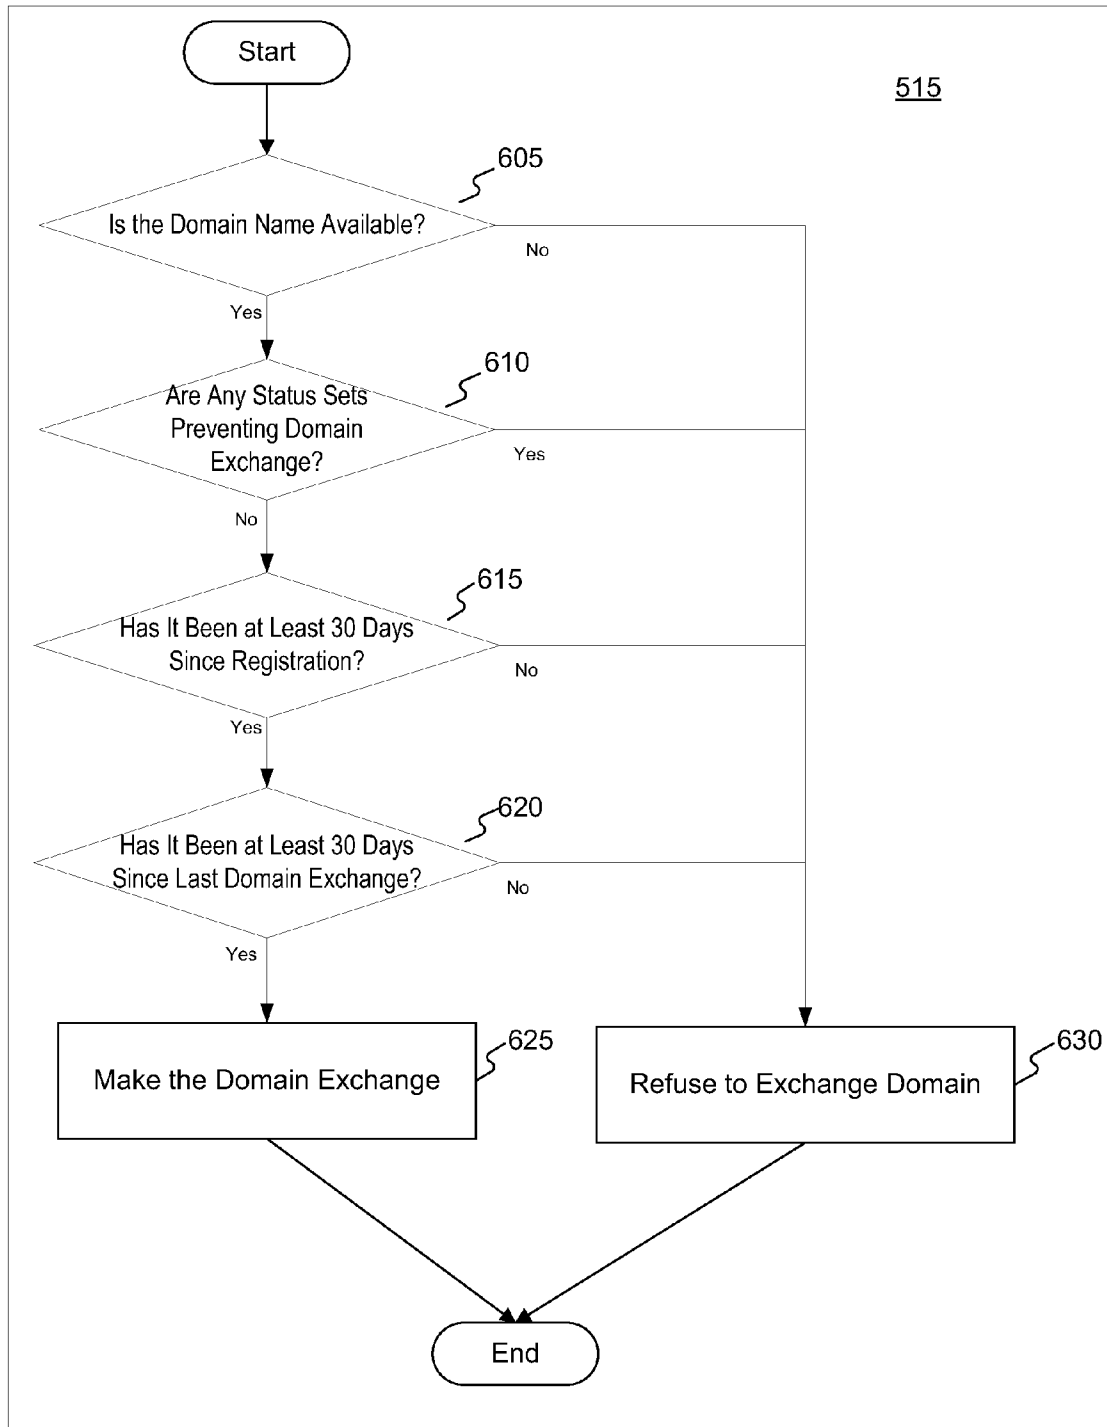 Start
515
605
Is the Domain Name Available?
No
Yes
610
Are Any Status Sets
Preventing Domain
Exchange?
Yes
No
615
Has It Been at Least 30 Days
Since Registration?
No
Yes
620
Has It Been at Least 30 Days
Since Last Domain Exchange?
No
Yes
625
Make the Domain Exchange
630
Refuse to Exchange Domain
End